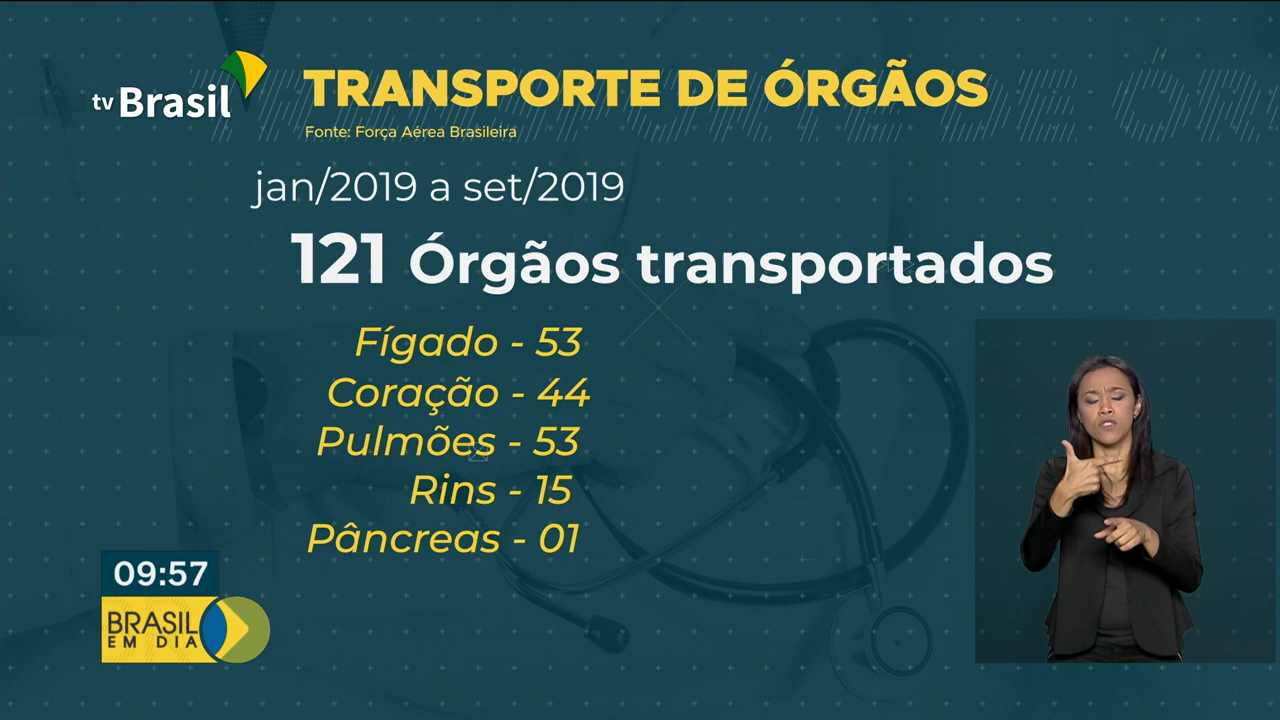 tv Brasil
TRANSPORTE DE ÓRGÃOS
Fonte: Força Aérea Brasileira
jan/2019 a set/2019
121 Órgãos transportados
Fígado - 53
Coração - 44
Pulmões - 53
Rins - 15
Pâncreas - 01
09:57
BRASIL
EM DIA